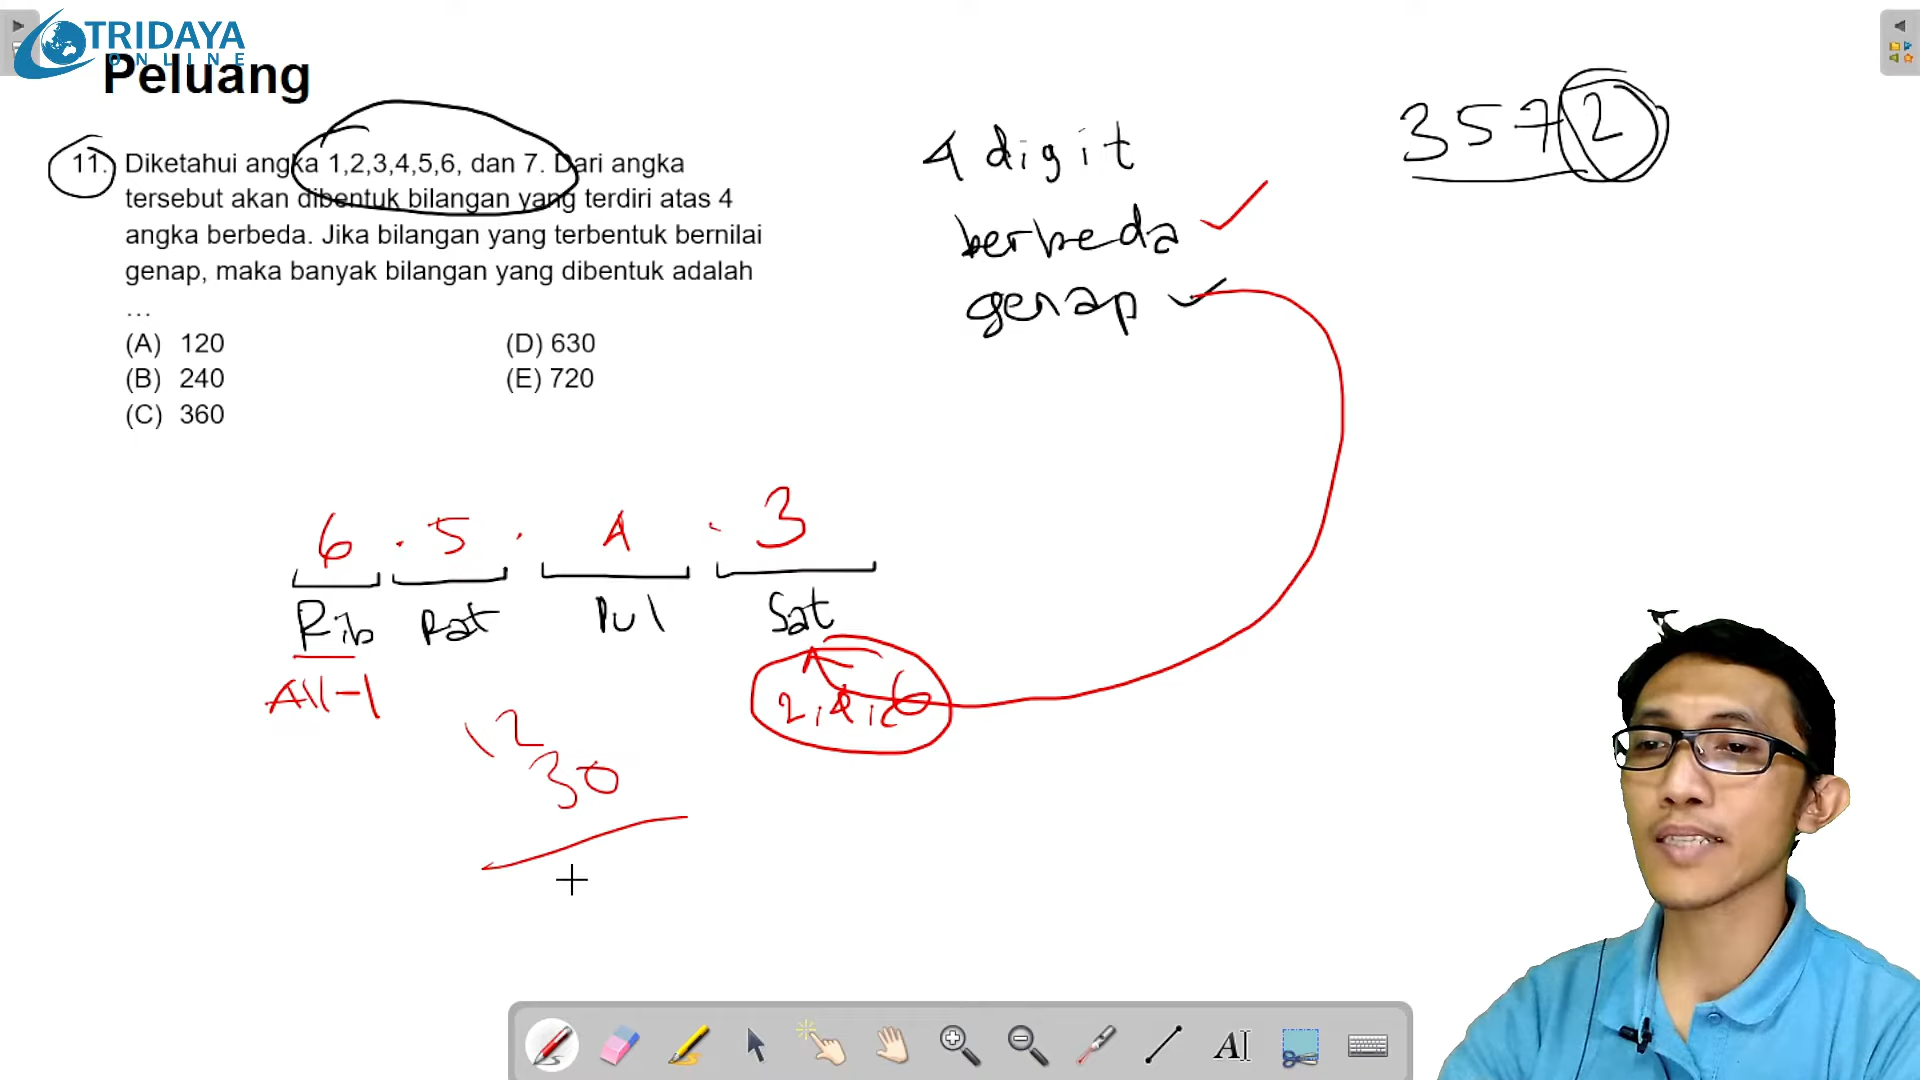 TRIDAYA
ONLINE
Peluang
11. Diketahui angka 1,2,3,4,5,6, dan 7. Dari angka
tersebut akan dibentuk bilangan yang terdiri atas 4
angka berbeda. Jika bilangan yang terbentuk bernilai
genap, maka banyak bilangan yang dibentuk adalah
...
(A) 120
(B) 240
(C) 360
(D) 630
(E) 720
4 digit
berbeda
genap
3572
6 . 5 . 4 . 3
Rib Rat Pul Sat
All-1
2,4,6
12
30